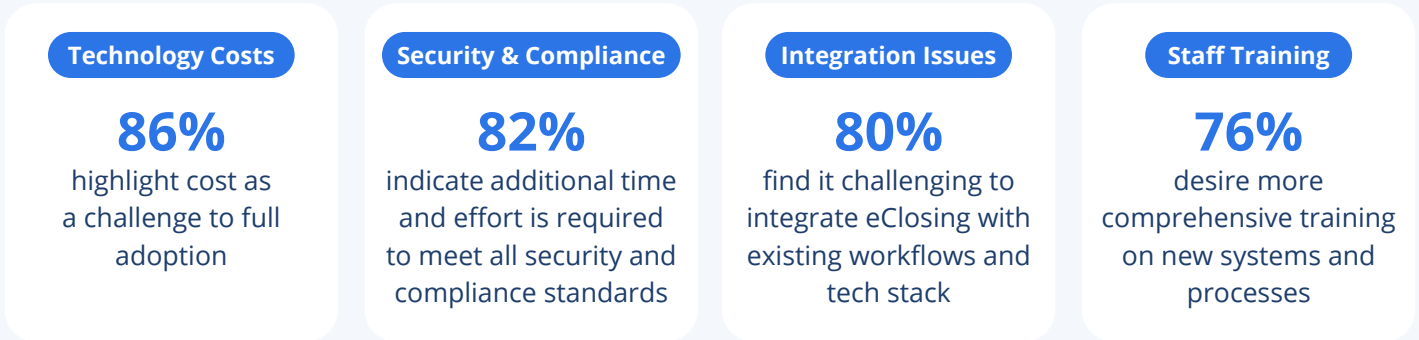 Technology Costs
86%
highlight cost as
a challenge to full
adoption
Security & Compliance
82%
indicate additional time
and effort is required
to meet all security and
compliance standards
Integration Issues
80%
find it challenging to
integrate eClosing with
existing workflows and
tech stack
Staff Training
76%
desire more
comprehensive training
on new systems and
processes